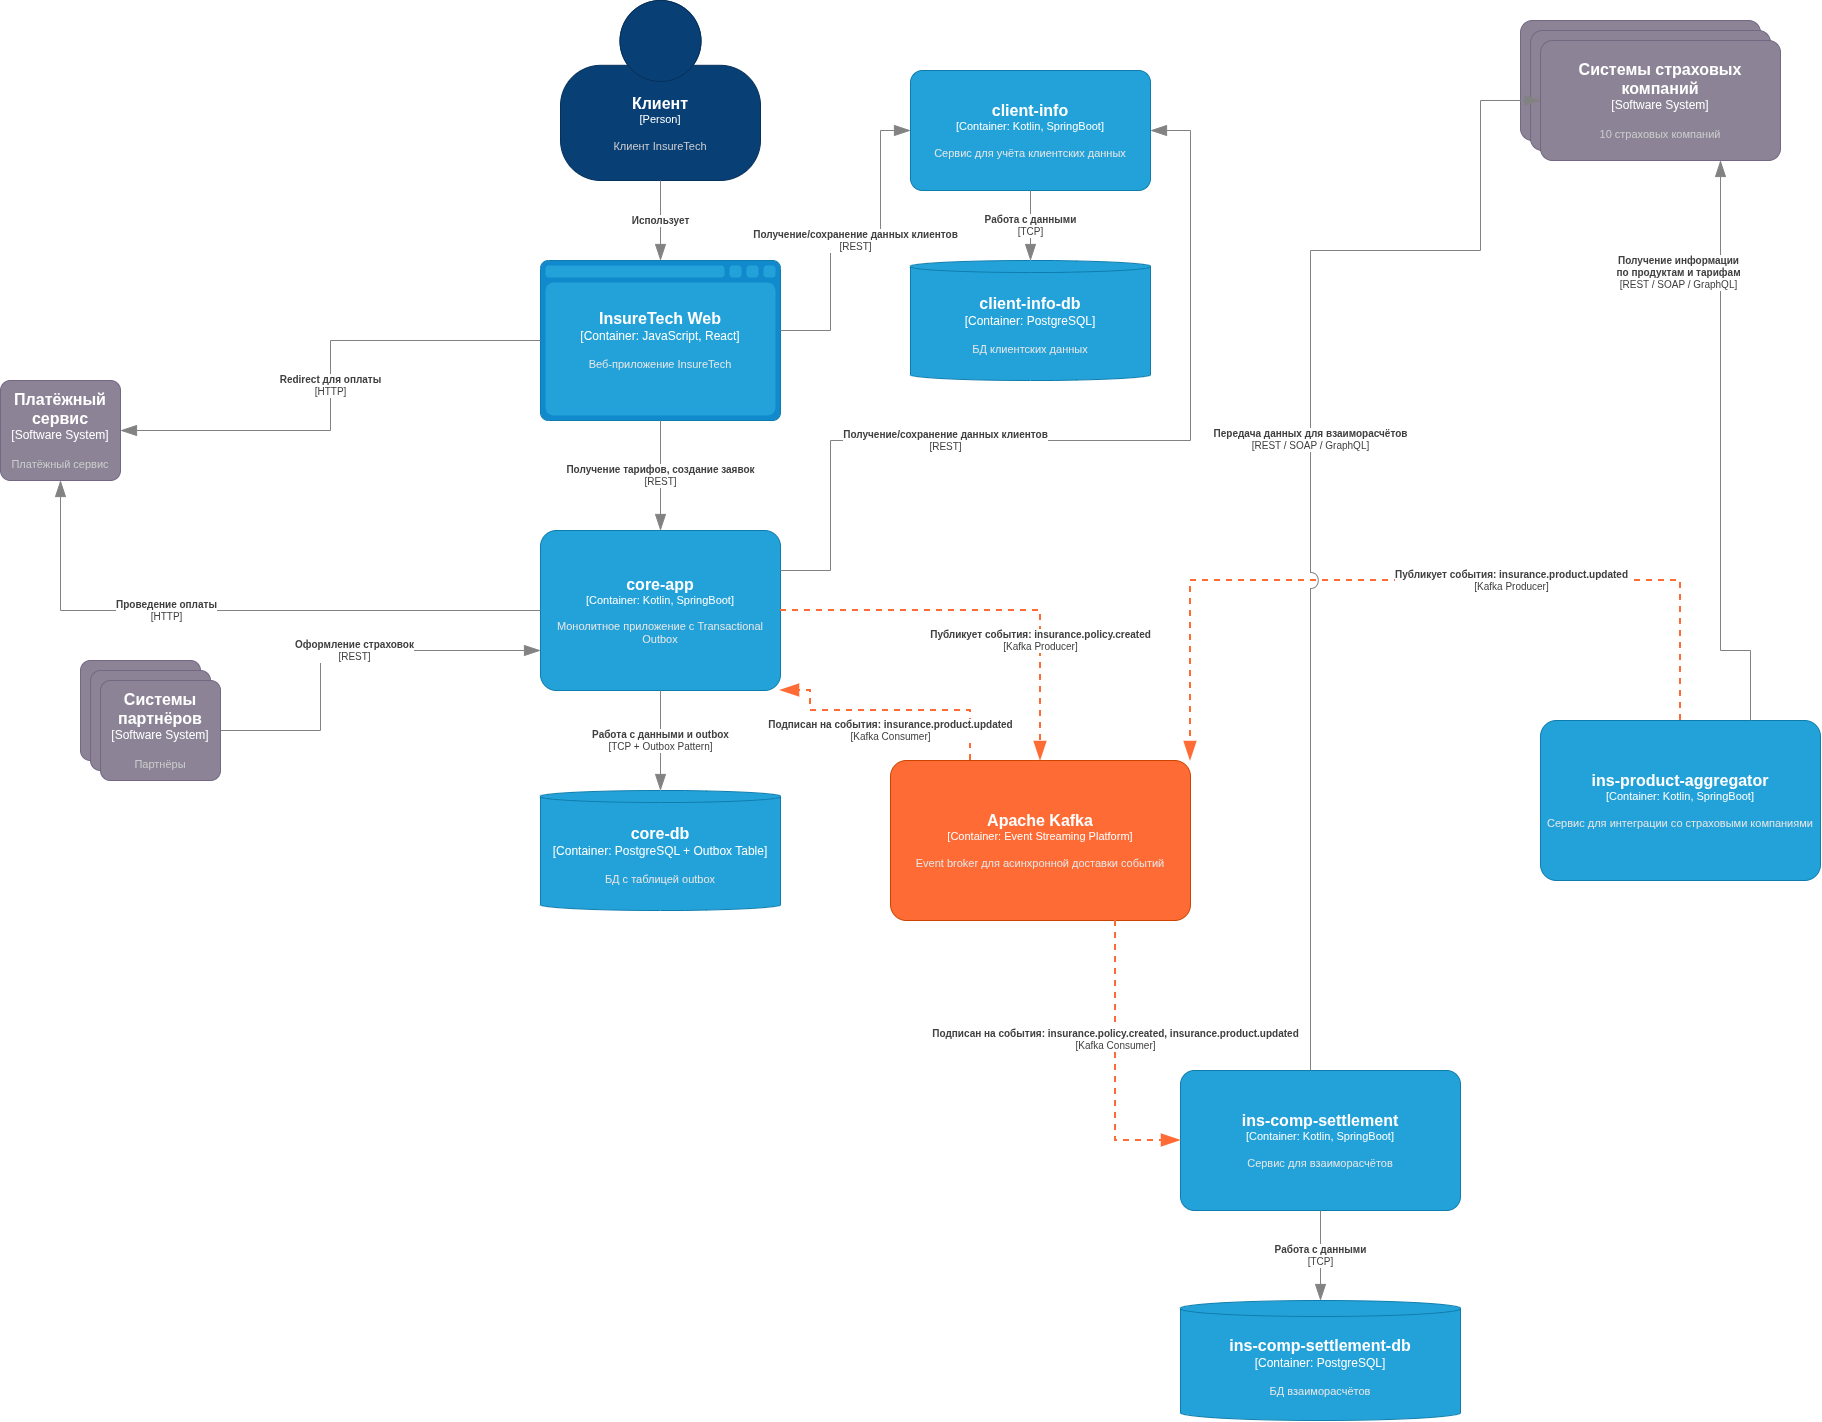 Клиент
[Person]
Клиент InsureTech
client-info
[Container: Kotlin, SpringBoot]
Сервис для учёта клиентских данных
Системы страховых
компаний
[Software System]
10 страховых компаний
Использует
Получение/сохранение данных клиентов
[REST]
Работа с данными
[TCP]
Получение информации
по продуктам и тарифам
[REST / SOAP / GraphQL]
InsureTech Web
[Container: JavaScript, React]
Веб-приложение InsureTech
client-info-db
[Container: PostgreSQL]
БД клиентских данных
Redirect для оплаты
[HTTP]
Платёжный
сервис
[Software System]
Платёжный сервис
Получение/сохранение данных клиентов
[REST]
Передача данных для взаиморасчётов
[REST / SOAP / GraphQL]
Получение тарифов, создание заявок
[REST]
core-app
[Container: Kotlin, SpringBoot]
Монолитное приложение с Transactional
Outbox
Публикует события: insurance.product.updated
[Kafka Producer]
Проведение оплаты
[HTTP]
Оформление страховок
[REST]
Публикует события: insurance.policy.created
[Kafka Producer]
Системы
партнёров
[Software System]
Партнёры
Подписан на события: insurance.product.updated
[Kafka Consumer]
Работа с данными и outbox
[TCP + Outbox Pattern]
ins-product-aggregator
[Container: Kotlin, SpringBoot]
Сервис для интеграции со страховыми компаниями
core-db
[Container: PostgreSQL + Outbox Table]
БД с таблицей outbox
Apache Kafka
[Container: Event Streaming Platform]
Event broker для асинхронной доставки событий
Подписан на события: insurance.policy.created, insurance.product.updated
[Kafka Consumer]
ins-comp-settlement
[Container: Kotlin, SpringBoot]
Сервис для взаиморасчётов
Работа с данными
[TCP]
ins-comp-settlement-db
[Container: PostgreSQL]
БД взаиморасчётов